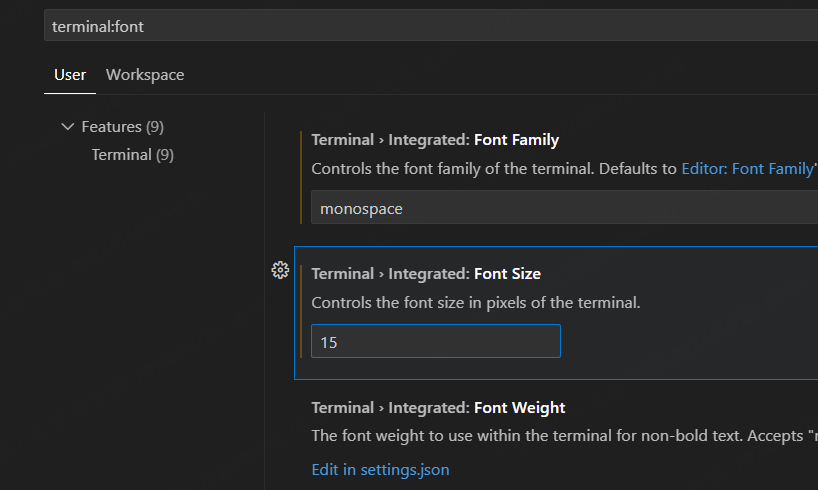 terminal:font
User Workspace
Features (9)
Terminal (9)
Terminal › Integrated: Font Family
Controls the font family of the terminal. Defaults to Editor: Font Family'
monospace
Terminal › Integrated: Font Size
Controls the font size in pixels of the terminal.
15
Terminal › Integrated: Font Weight
The font weight to use within the terminal for non-bold text. Accepts "
Edit in settings.json